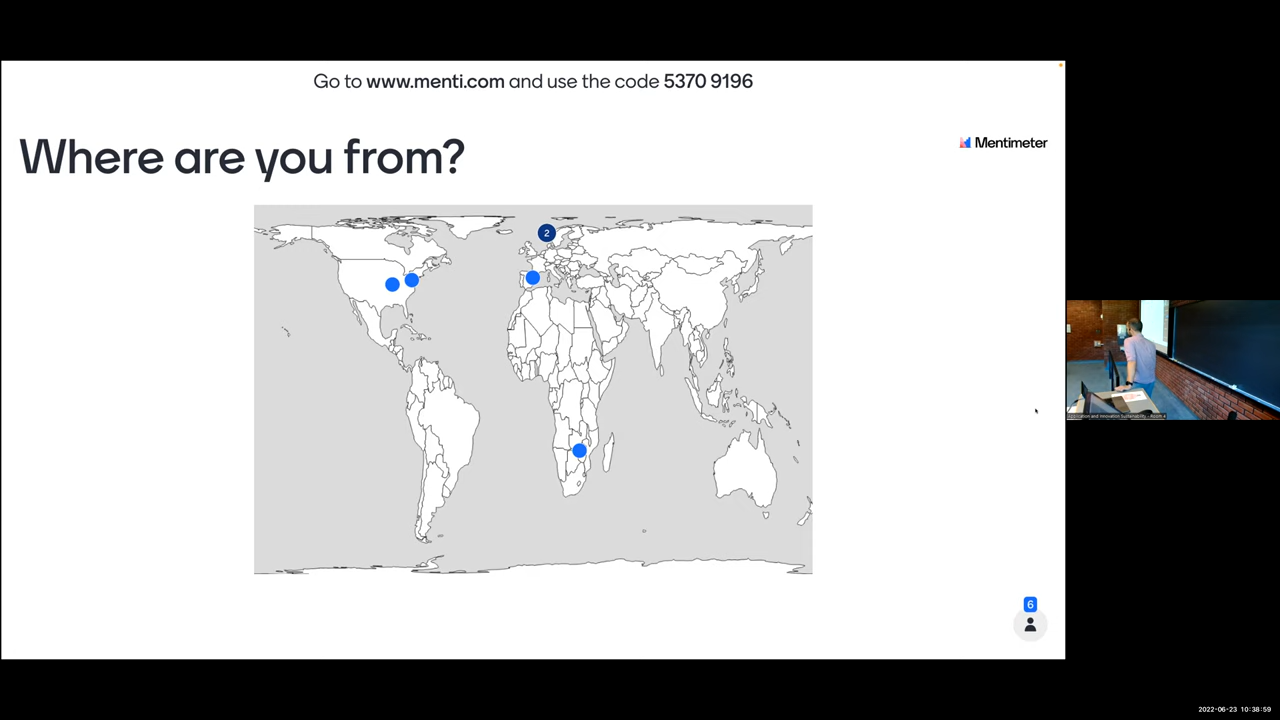 Go to www.menti.com and use the code 5370 9196
Where are you from?
Mentimeter
2
6
2022-06-23 10:38:59